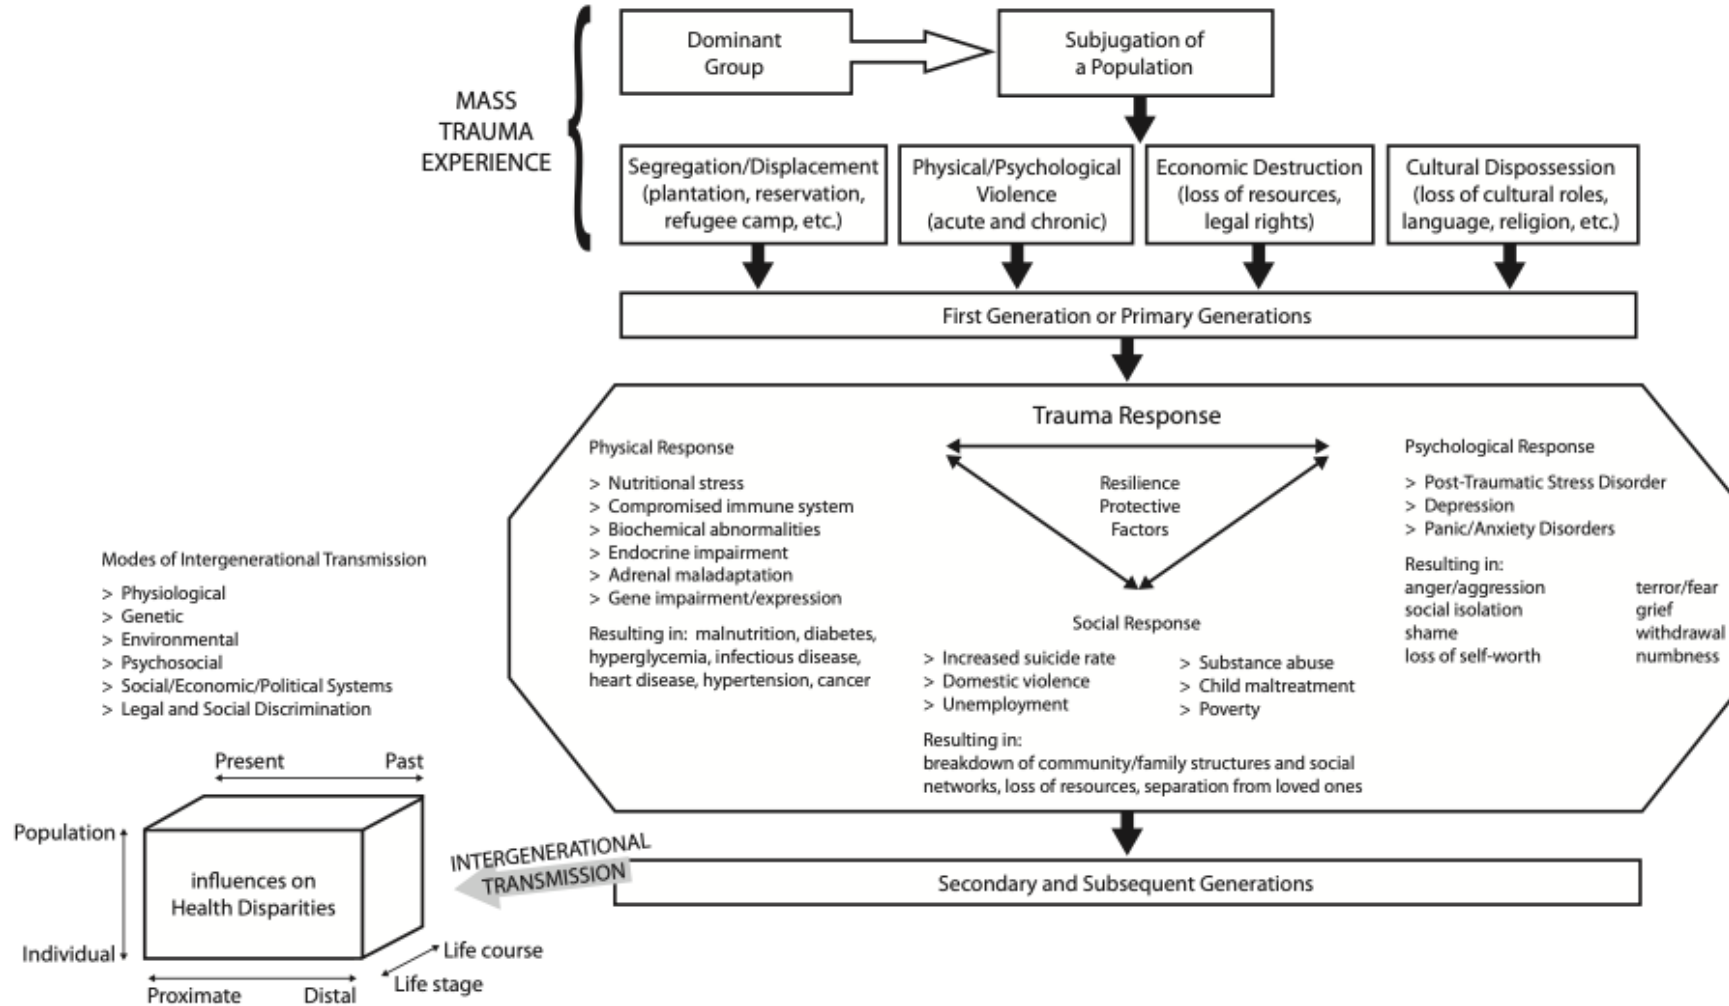 MASS
TRAUMA
EXPERIENCE
Dominant
Group
Subjugation of
a Population
Segregation/Displacement
(plantation, reservation,
refugee camp, etc.)
Physical/Psychological
Violence
(acute and chronic)
Economic Destruction
(loss of resources,
legal rights)
Cultural Dispossession
(loss of cultural roles,
language, religion, etc.)
First Generation or Primary Generations
Trauma Response
Physical Response
> Nutritional stress
> Compromised immune system
> Biochemical abnormalities
> Endocrine impairment
> Adrenal maladaptation
> Gene impairment/expression
Resulting in: malnutrition, diabetes,
hyperglycemia, infectious disease,
heart disease, hypertension, cancer
Resilience
Protective
Factors
Psychological Response
> Post-Traumatic Stress Disorder
> Depression
> Panic/Anxiety Disorders
Resulting in:
anger/aggression terror/fear
social isolation grief
shame withdrawal
loss of self-worth numbness
Social Response
> Increased suicide rate
> Domestic violence
> Unemployment
> Substance abuse
> Child maltreatment
> Poverty
Resulting in:
breakdown of community/family structures and social
networks, loss of resources, separation from loved ones
Secondary and Subsequent Generations
INTERGENERATIONAL
TRANSMISSION
Modes of Intergenerational Transmission
> Physiological
> Genetic
> Environmental
> Psychosocial
> Social/Economic/Political Systems
> Legal and Social Discrimination
Present Past
Population
influences on
Health Disparities
Individual
Life course
Life stage
Proximate Distal